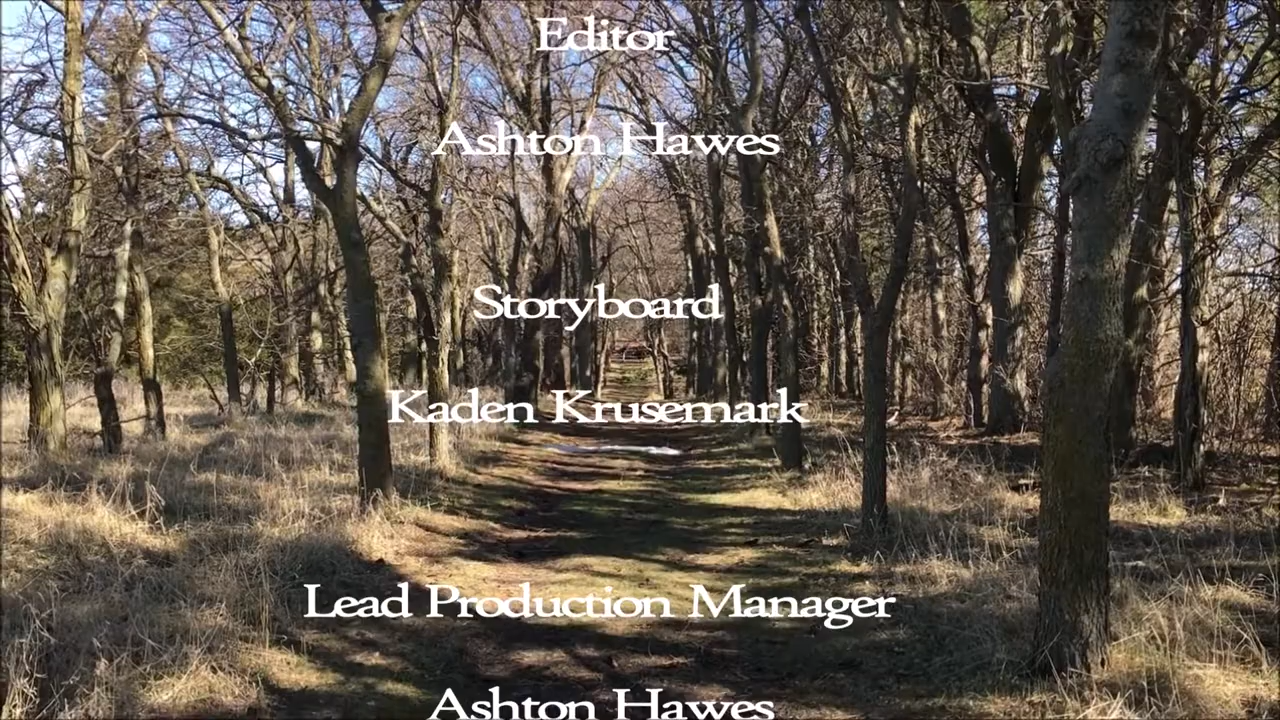 Editor
Ashton Hawes
Storyboard
Kaden Krusemark
Lead Production Manager
Ashton Hawes